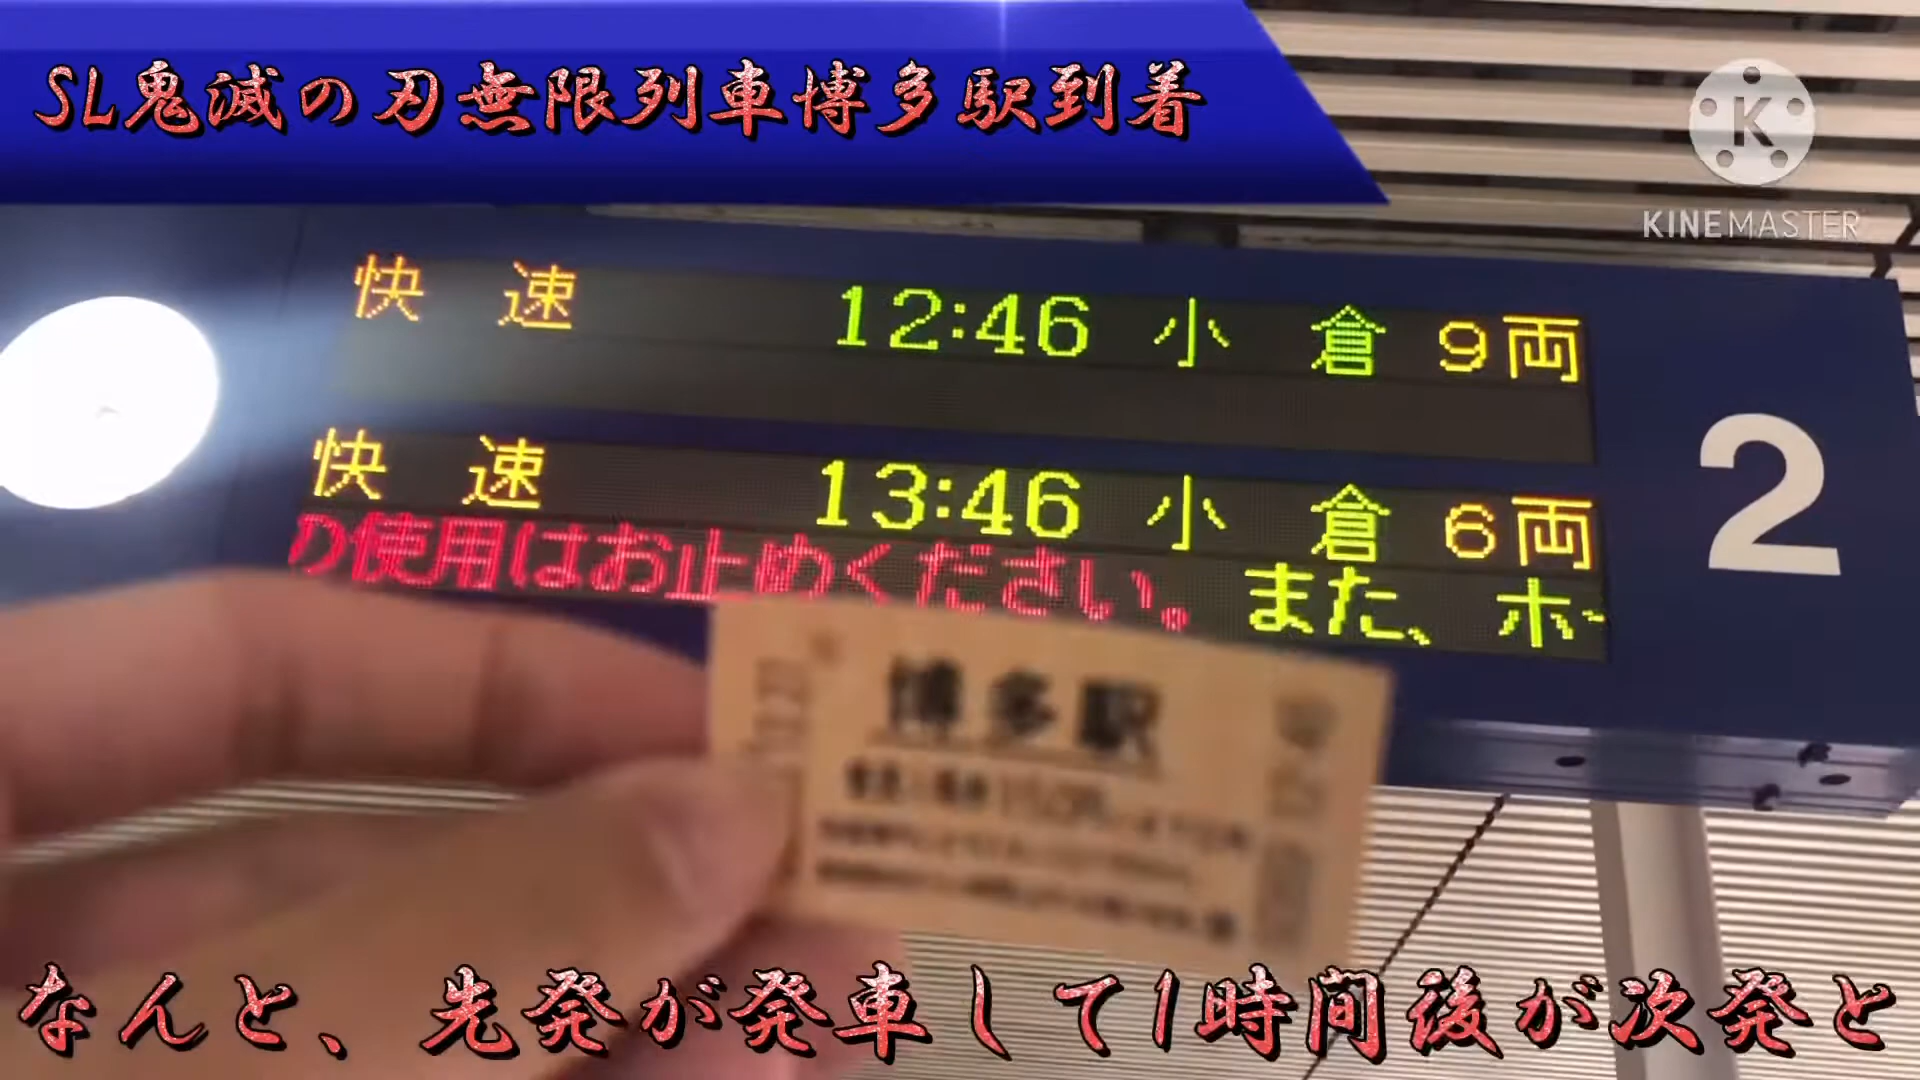 SL鬼滅の刃無限列車博多駅到着
K
KINEMASTER
快速 12:46 小倉 9両
快速 13:46 小倉 6両
の使用はお止めください。また、ホ
2
博多駅
なんと、先発が発車して1時間後が次発と